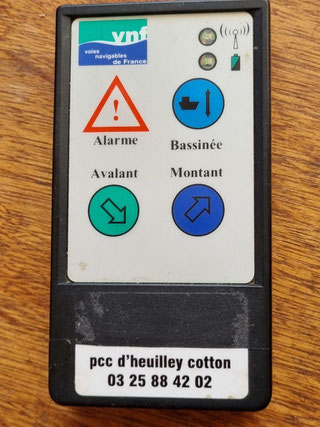 vnf
voies
navigables
de France
Alarme
Bassinée
Avalant
Montant
pcc d'heuilley cotton
03 25 88 42 02